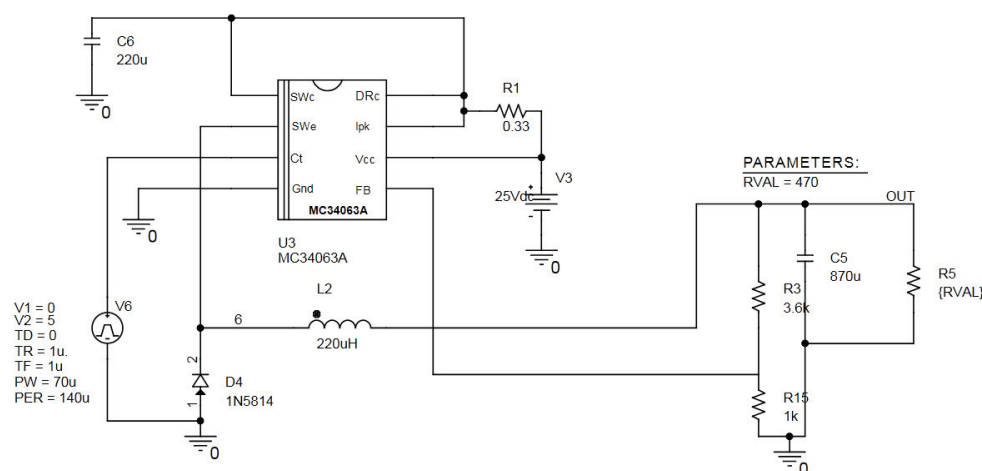 C6
220u
0
SWc
SWe
Ct
Gnd
DRc
Ipk
Vcc
FB
MC34063A
U3
MC34063A
R1
0.33
V3
25Vdc
+
-
0
0
PARAMETERS:
RVAL = 470
OUT
C5
870u
R3
3.6k
R5
{RVAL}
R15
1k
0
L2
220uH
6
V1 = 0
V2 = 5
TD = 0
TR = 1u.
TF = 1u
PW = 70u
PER = 140u
V6
2
1
D4
1N5814
0